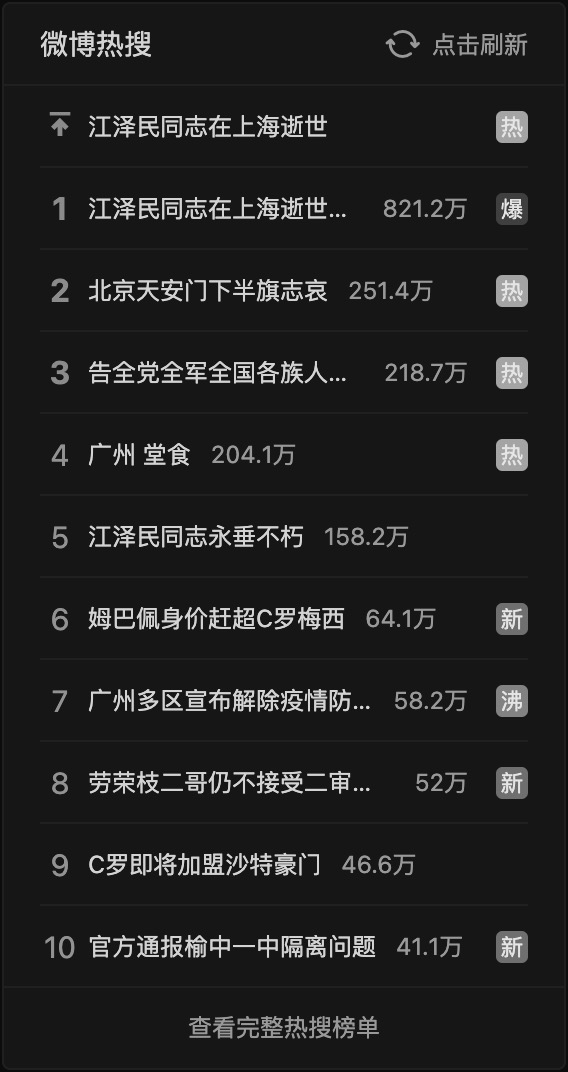 微博热搜 点击刷新
江泽民同志在上海逝世 热
1 江泽民同志在上海逝世... 821.2万 爆
2 北京天安门下半旗志哀 251.4万 热
3 告全党全军全国各族人... 218.7万 热
4 广州 堂食 204.1万 热
5 江泽民同志永垂不朽 158.2万
6 姆巴佩身价赶超C罗梅西 64.1万 新
7 广州多区宣布解除疫情防... 58.2万 沸
8 劳荣枝二哥仍不接受二审... 52万 新
9 C罗即将加盟沙特豪门 46.6万
10 官方通报榆中一中隔离问题 41.1万 新
查看完整热搜榜单